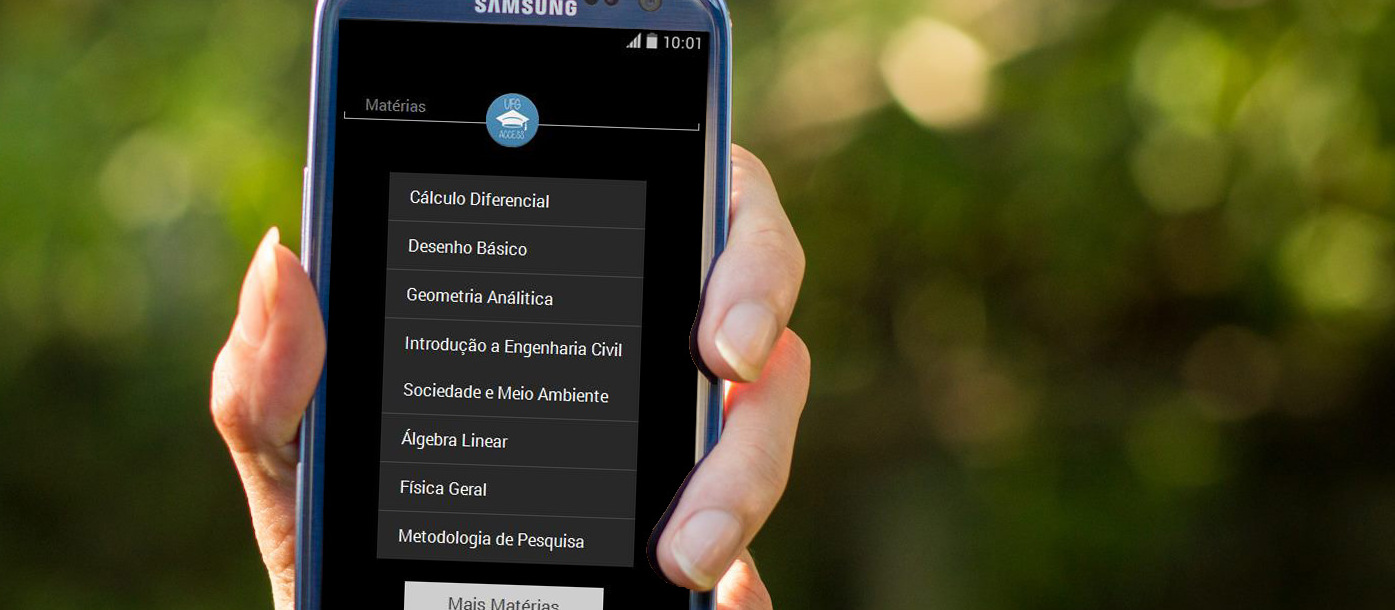 SAMSUNG
10:01
Matérias
UFG
ACCESS
Cálculo Diferencial
Desenho Básico
Geometria Análitica
Introdução a Engenharia Civil
Sociedade e Meio Ambiente
Álgebra Linear
Física Geral
Metodologia de Pesquisa
Mais Matérias